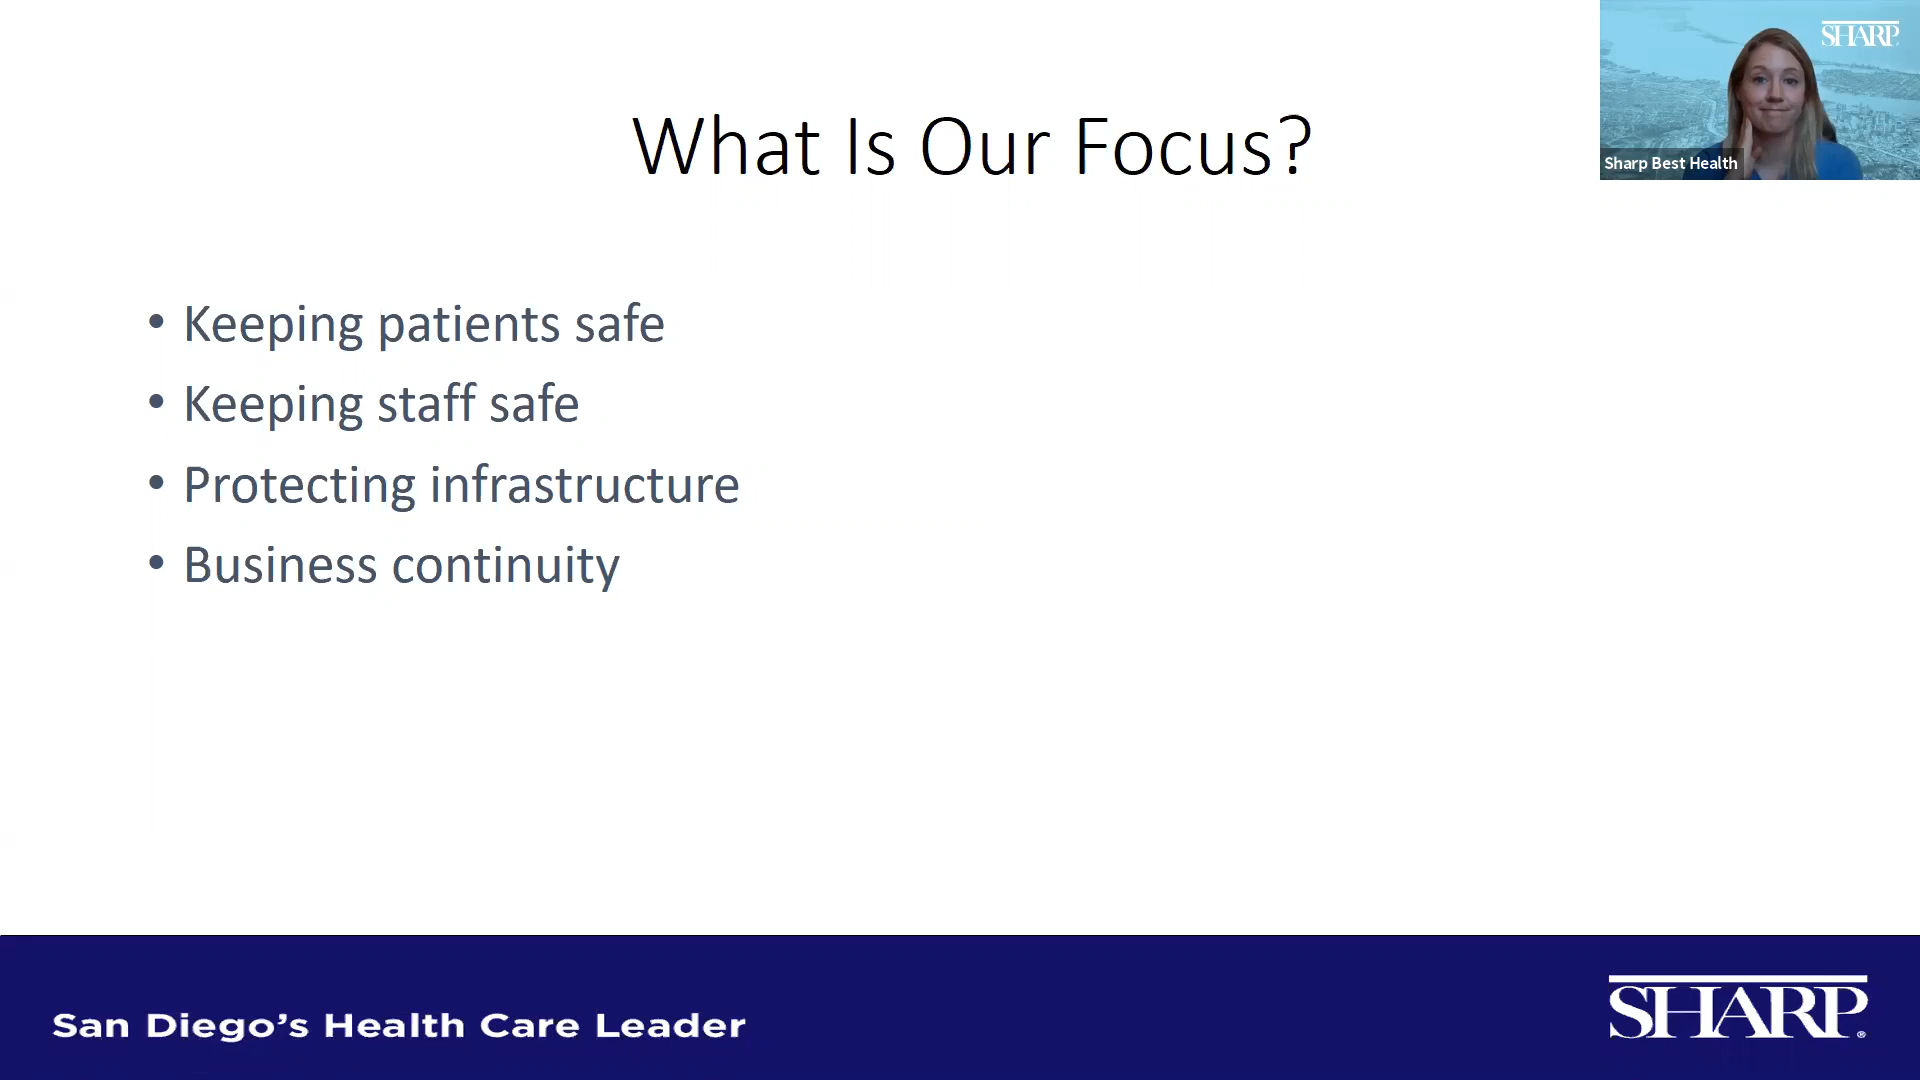 SHARP
Sharp Best Health
What Is Our Focus?
• Keeping patients safe
• Keeping staff safe
• Protecting infrastructure
• Business continuity
San Diego’s Health Care Leader
SHARP®